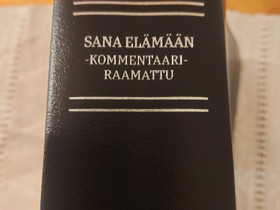 SANA ELÄMÄÄN
-KOMMENTAARI-
RAAMATTU